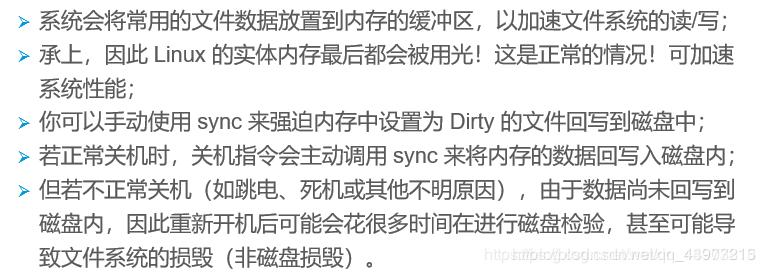 系统会将常用的文件数据放置到内存的缓冲区，以加速文件系统的读/写；
承上，因此 Linux 的实体内存最后都会被用光！这是正常的情况！可加速
系统性能；
你可以手动使用 sync 来强迫内存中设置为 Dirty 的文件回写到磁盘中；
若正常关机时，关机指令会主动调用 sync 来将内存的数据回写入磁盘内；
但若不正常关机（如跳电、死机或其他不明原因），由于数据尚未回写到
磁盘内，因此重新开机后可能会花很多时间在进行磁盘检验，甚至可能导
致文件系统的损毁（非磁盘损毁）。